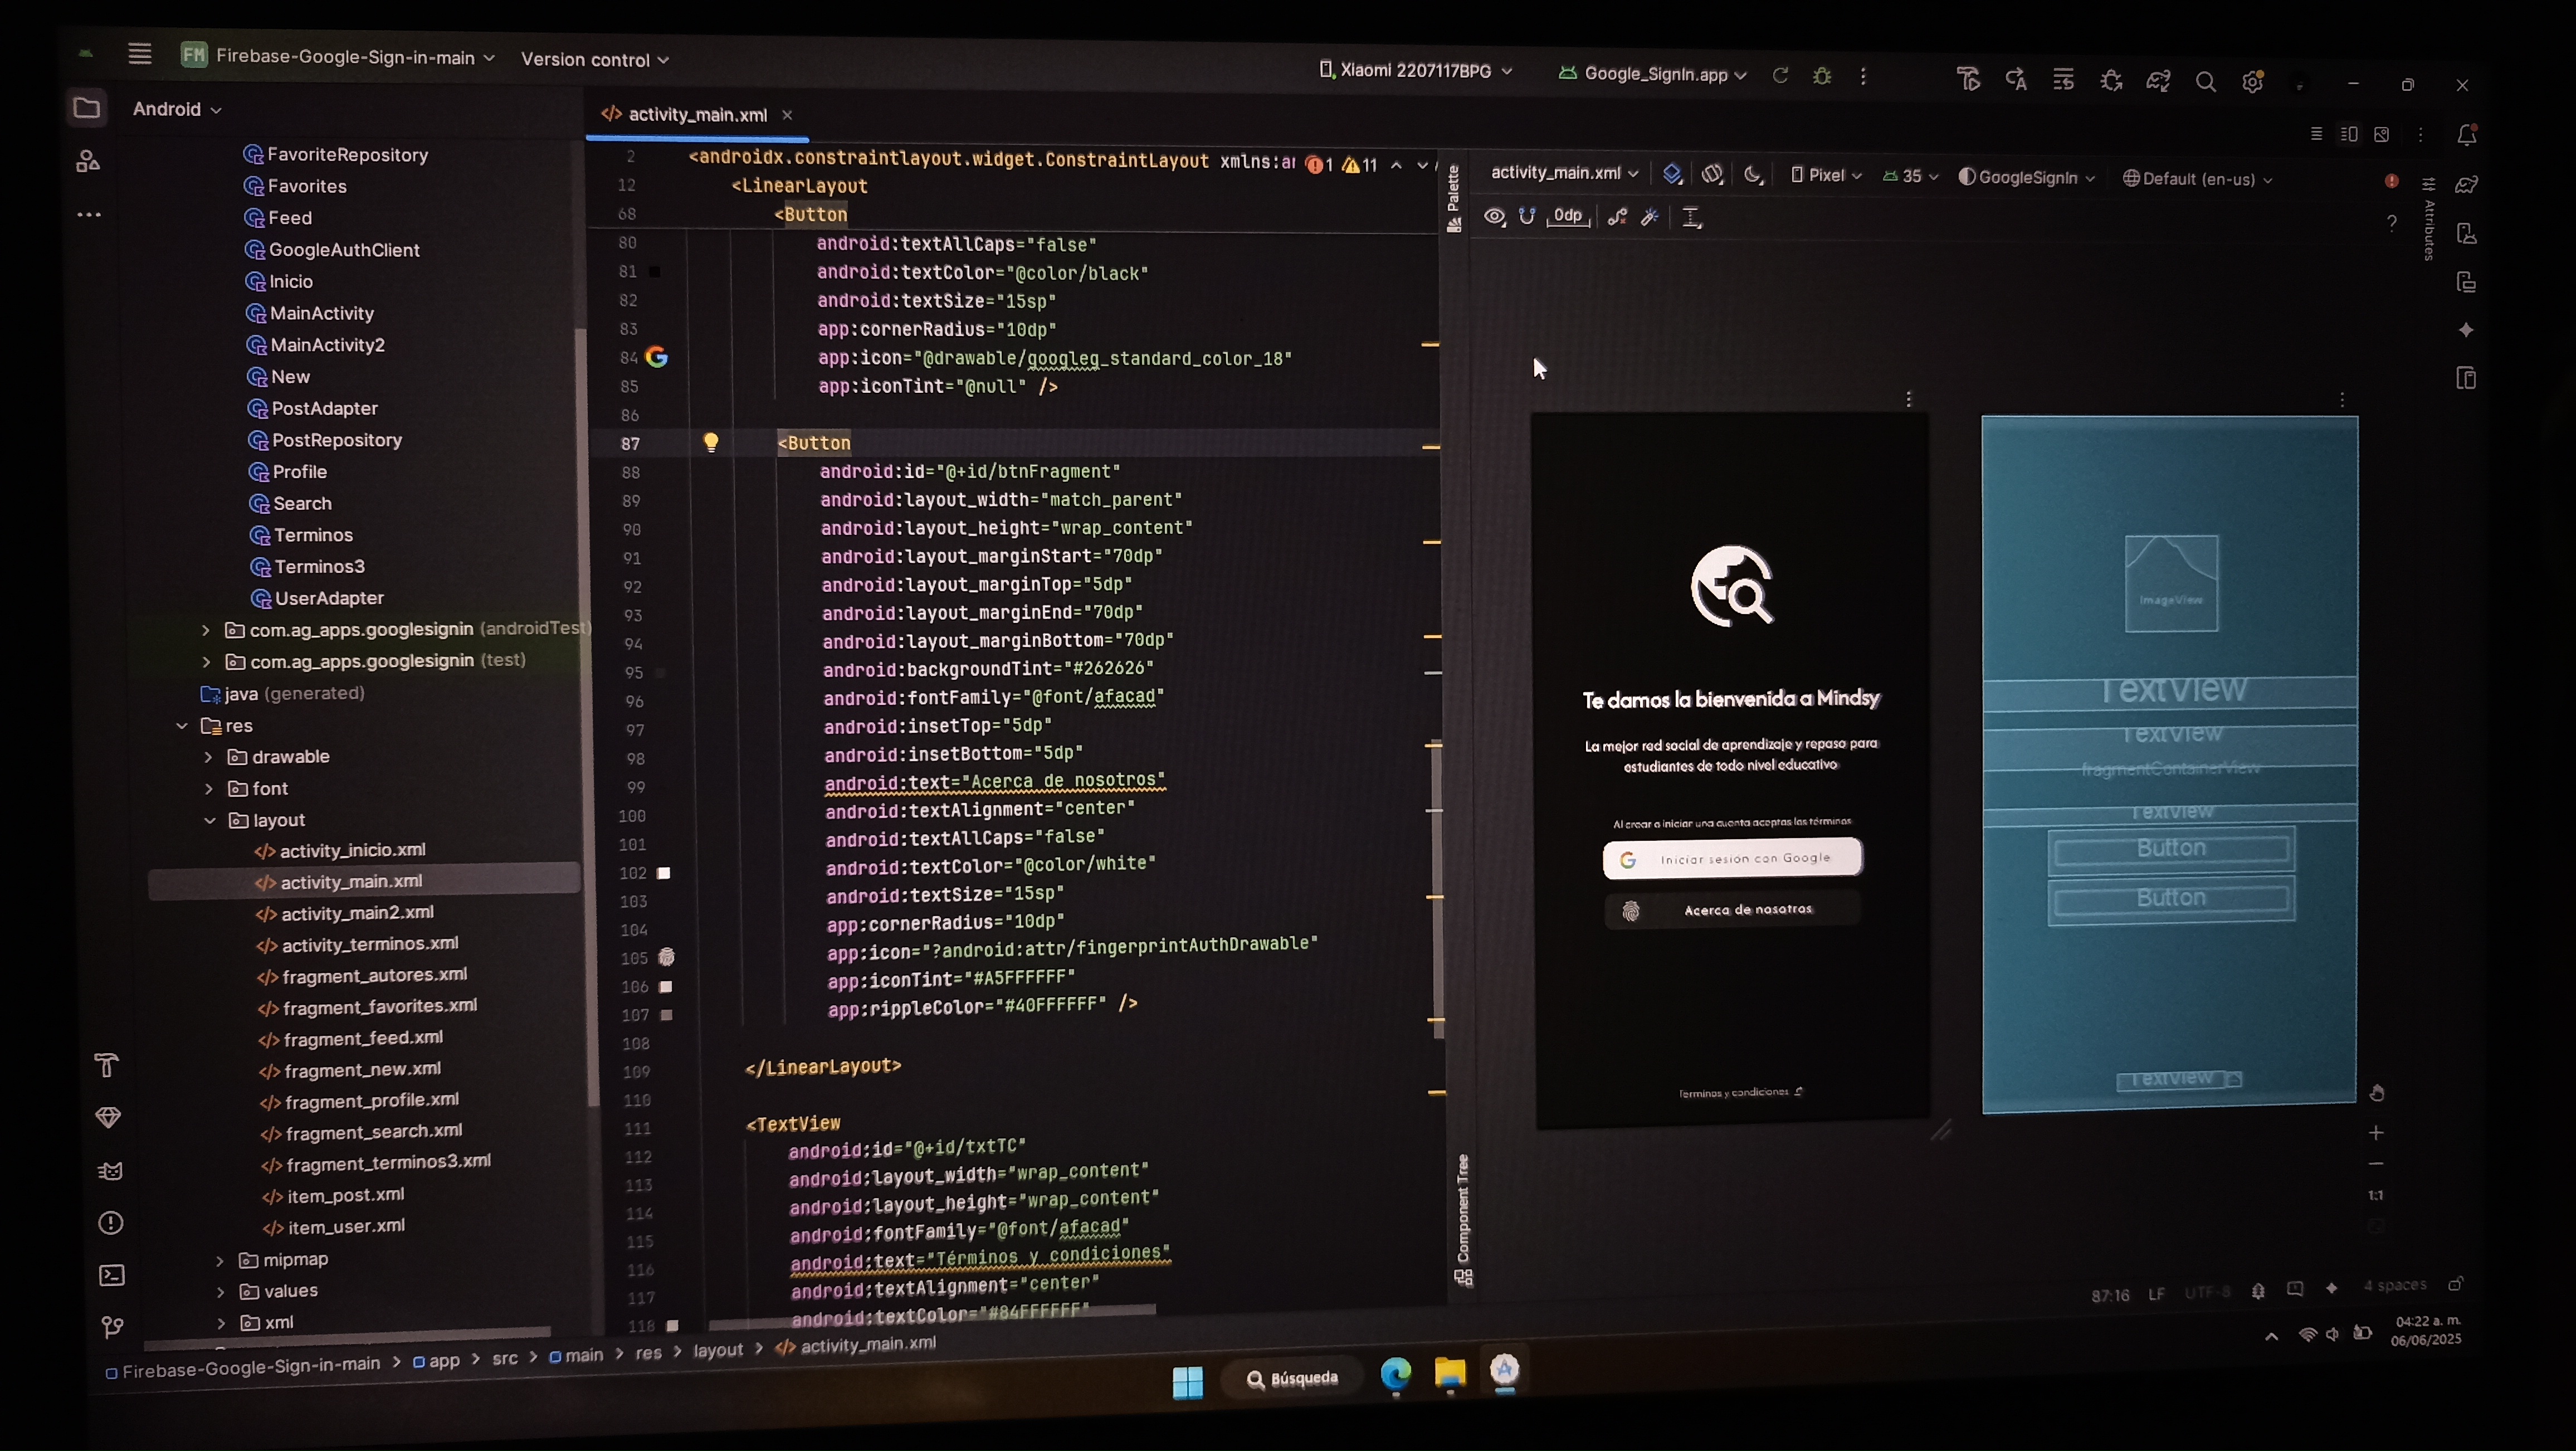 FM Firebase-Google-Sign-in-main Version control Xiaomi 2207117BPG Google_SignIn.app
Android
FavoriteRepository
Favorites
Feed
GoogleAuthClient
Inicio
MainActivity
MainActivity2
New
PostAdapter
PostRepository
Profile
Search
Terminos
Terminos3
UserAdapter
com.ag_apps.googlesignin (androidTest)
com.ag_apps.googlesignin (test)
java (generated)
res
drawable
font
layout
activity_inicio.xml
activity_main.xml
activity_main2.xml
activity_terminos.xml
fragment_autores.xml
fragment_favorites.xml
fragment_feed.xml
fragment_new.xml
fragment_profile.xml
fragment_search.xml
fragment_terminos3.xml
item_post.xml
item_user.xml
mipmap
values
xml
activity_main.xml
2 <androidx.constraintlayout.widget.ConstraintLayout xmlns:a 1 11
12 <LinearLayout
68 <Button
80 android:textAllCaps="false"
81 android:textColor="@color/black"
82 android:textSize="15sp"
83 app:cornerRadius="10dp"
84 app:icon="@drawable/googleg_standard_color_18"
85 app:iconTint="@null" />
86
87 <Button
88 android:id="@+id/btnFragment"
89 android:layout_width="match_parent"
90 android:layout_height="wrap_content"
91 android:layout_marginStart="70dp"
92 android:layout_marginTop="5dp"
93 android:layout_marginEnd="70dp"
94 android:layout_marginBottom="70dp"
95 android:backgroundTint="#262626"
96 android:fontFamily="@font/afacad"
97 android:insetTop="5dp"
98 android:insetBottom="5dp"
99 android:text="Acerca de nosotros"
100 android:textAlignment="center"
101 android:textAllCaps="false"
102 android:textColor="@color/white"
103 android:textSize="15sp"
104 app:cornerRadius="10dp"
105 app:icon="?android:attr/fingerprintAuthDrawable"
106 app:iconTint="#A5FFFFFF"
107 app:rippleColor="#40FFFFFF" />
108
109 </LinearLayout>
110
111 <TextView
112 android:id="@+id/txtTC"
113 android:layout_width="wrap_content"
114 android:layout_height="wrap_content"
115 android:fontFamily="@font/afacad"
116 android:text="Términos y condiciones"
117 android:textAlignment="center"
118 android:textColor="#84FFFFFF"
Palette
Component Tree
activity_main.xml Pixel 35 GoogleSignIn Default (en-us)
0dp
Attributes
Te damos la bienvenida a Mindsy
La mejor red social de aprendizaje y repaso para
estudiantes de todo nivel educativo
Al crear o iniciar una cuenta aceptas los términos
Iniciar sesión con Google
Acerca de nosotros
Términos y condiciones
ImageView
TextView
TextView
fragmentContainerView
TextView
Button
Button
TextView
1:1
87:16 LF UTF-8 4 spaces
Firebase-Google-Sign-in-main > app > src > main > res > layout > activity_main.xml
Búsqueda
04:22 a. m.
06/06/2025